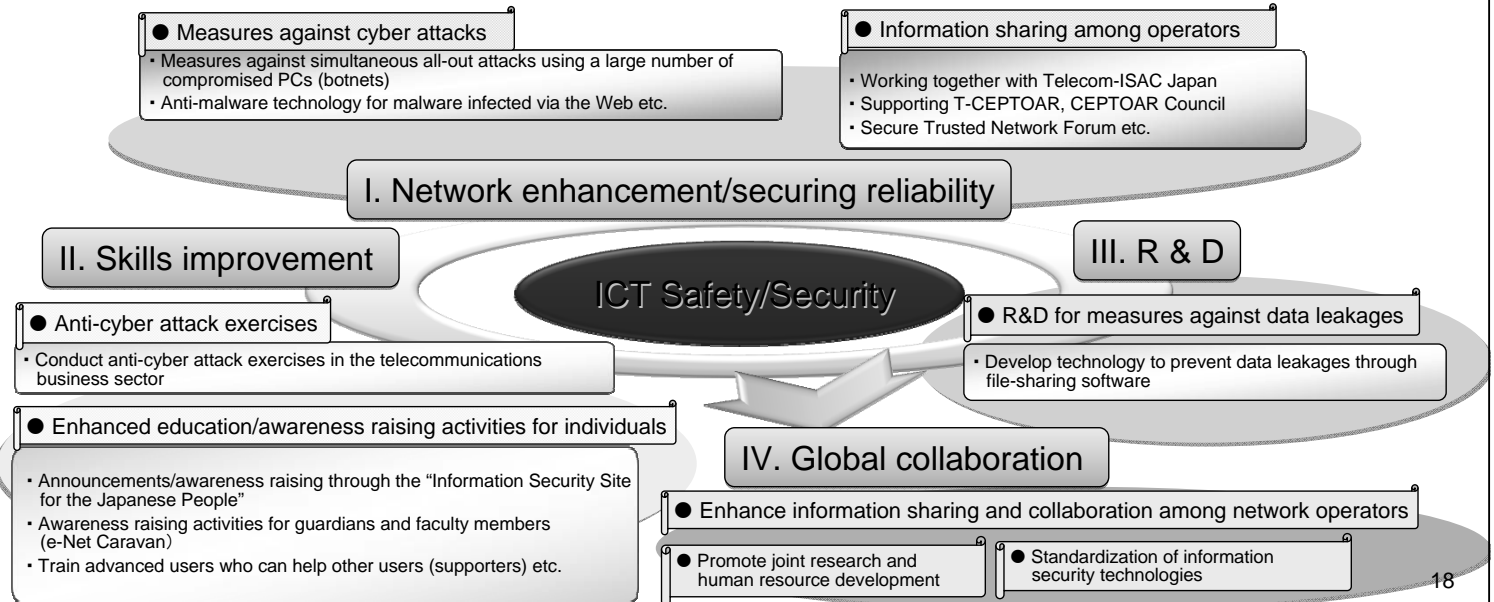 ● Measures against cyber attacks
・Measures against simultaneous all-out attacks using a large number of
compromised PCs (botnets)
・Anti-malware technology for malware infected via the Web etc.
● Information sharing among operators
・Working together with Telecom-ISAC Japan
・Supporting T-CEPTOAR, CEPTOAR Council
・Secure Trusted Network Forum etc.
I. Network enhancement/securing reliability
II. Skills improvement
III. R & D
ICT Safety/Security
● Anti-cyber attack exercises
・Conduct anti-cyber attack exercises in the telecommunications
business sector
● R&D for measures against data leakages
・Develop technology to prevent data leakages through
file-sharing software
● Enhanced education/awareness raising activities for individuals
・Announcements/awareness raising through the “Information Security Site
for the Japanese People”
・Awareness raising activities for guardians and faculty members
(e-Net Caravan）
・Train advanced users who can help other users (supporters) etc.
IV. Global collaboration
● Enhance information sharing and collaboration among network operators
● Promote joint research and
human resource development
● Standardization of information
security technologies
18